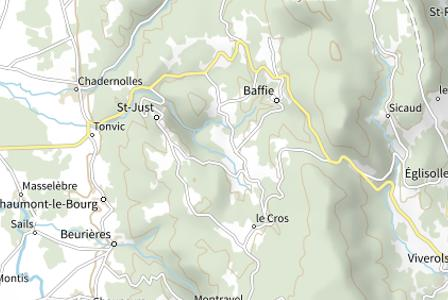 St-R
Chadernolles
Baffie
le
St-Just
Sicaud
Tonvic
Églisolle
Masselèbre
haumont-le-Bourg
le Cros
Sails
Beurières
Viverols
Montis
Montravel